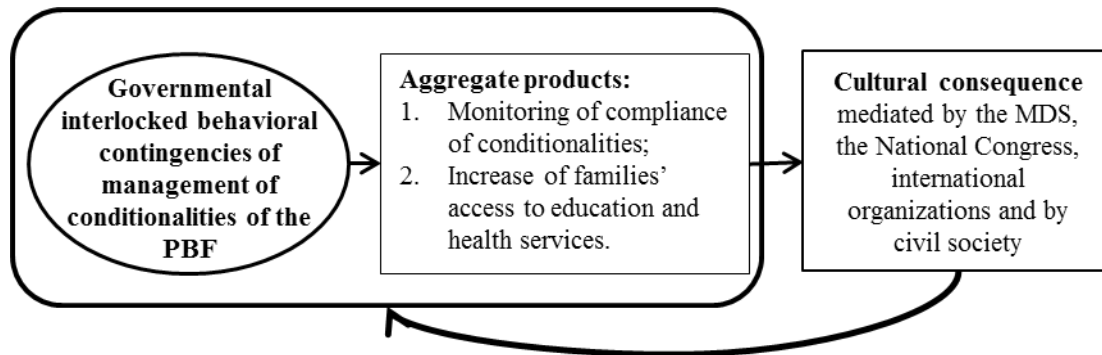 Governmental
interlocked behavioral
contingencies of
management of
conditionalities of the
PBF
Aggregate products:
1. Monitoring of compliance
of conditionalities;
2. Increase of families’
access to education and
health services.
Cultural consequence
mediated by the MDS,
the National Congress,
international
organizations and by
civil society